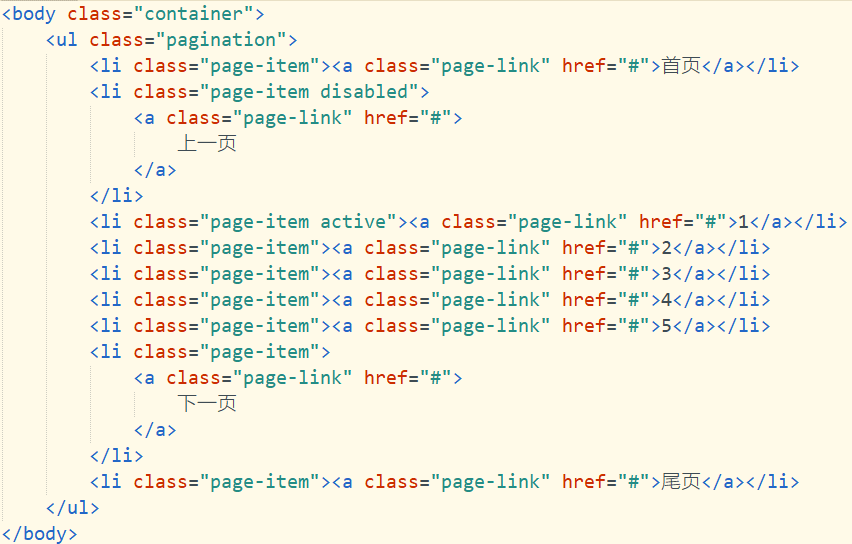 <body class="container">
<ul class="pagination">
<li class="page-item"><a class="page-link" href="#">首页</a></li>
<li class="page-item disabled">
<a class="page-link" href="#">
上一页
</a>
</li>
<li class="page-item active"><a class="page-link" href="#">1</a></li>
<li class="page-item"><a class="page-link" href="#">2</a></li>
<li class="page-item"><a class="page-link" href="#">3</a></li>
<li class="page-item"><a class="page-link" href="#">4</a></li>
<li class="page-item"><a class="page-link" href="#">5</a></li>
<li class="page-item">
<a class="page-link" href="#">
下一页
</a>
</li>
<li class="page-item"><a class="page-link" href="#">尾页</a></li>
</ul>
</body>